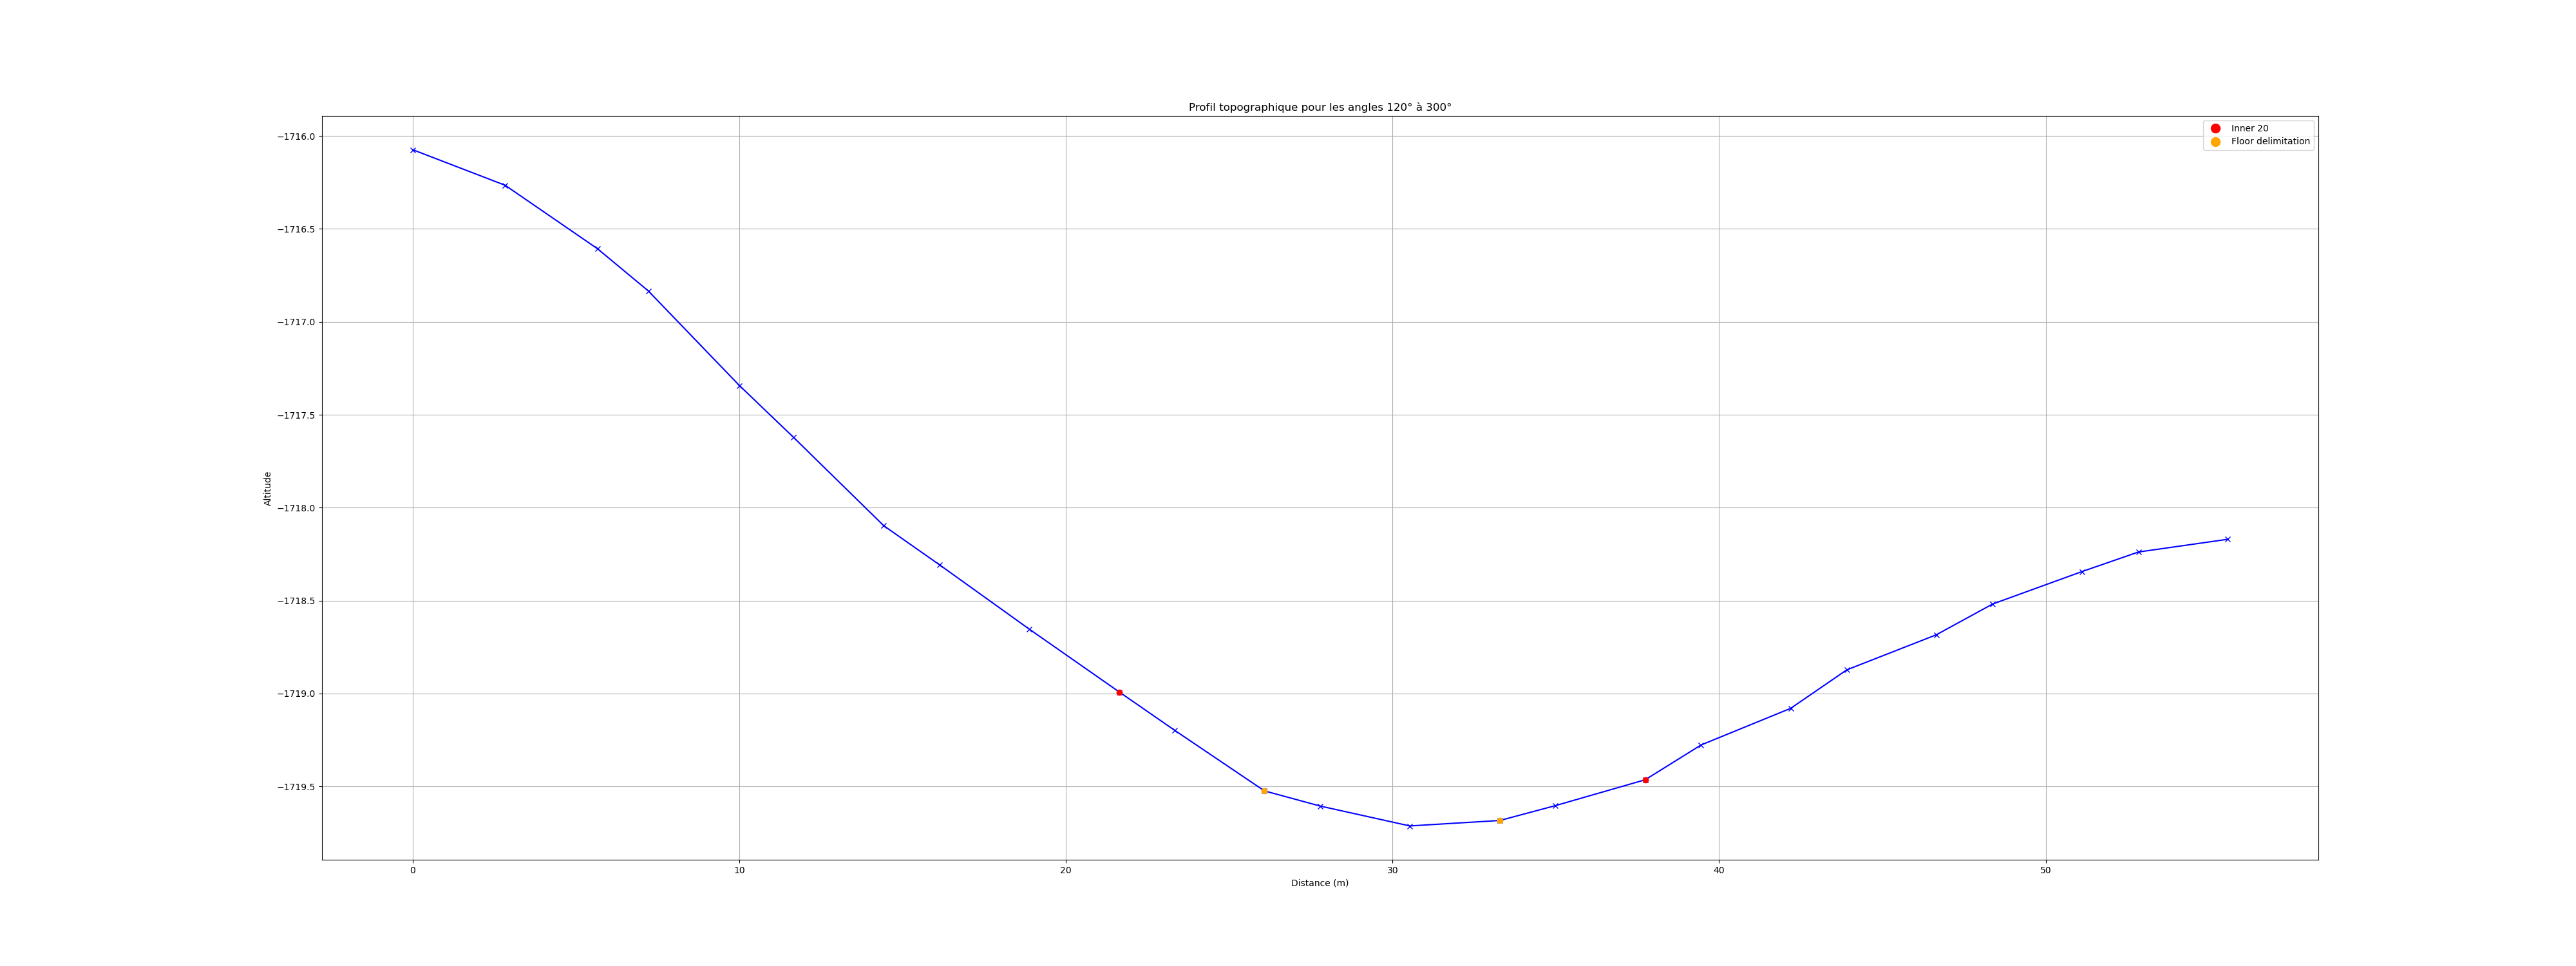 Profil topographique pour les angles 120° à 300°
Inner 20
Floor delimitation
−1716.0
−1716.5
−1717.0
−1717.5
−1718.0
−1718.5
−1719.0
−1719.5
Altitude
0 10 20 30 40 50
Distance (m)